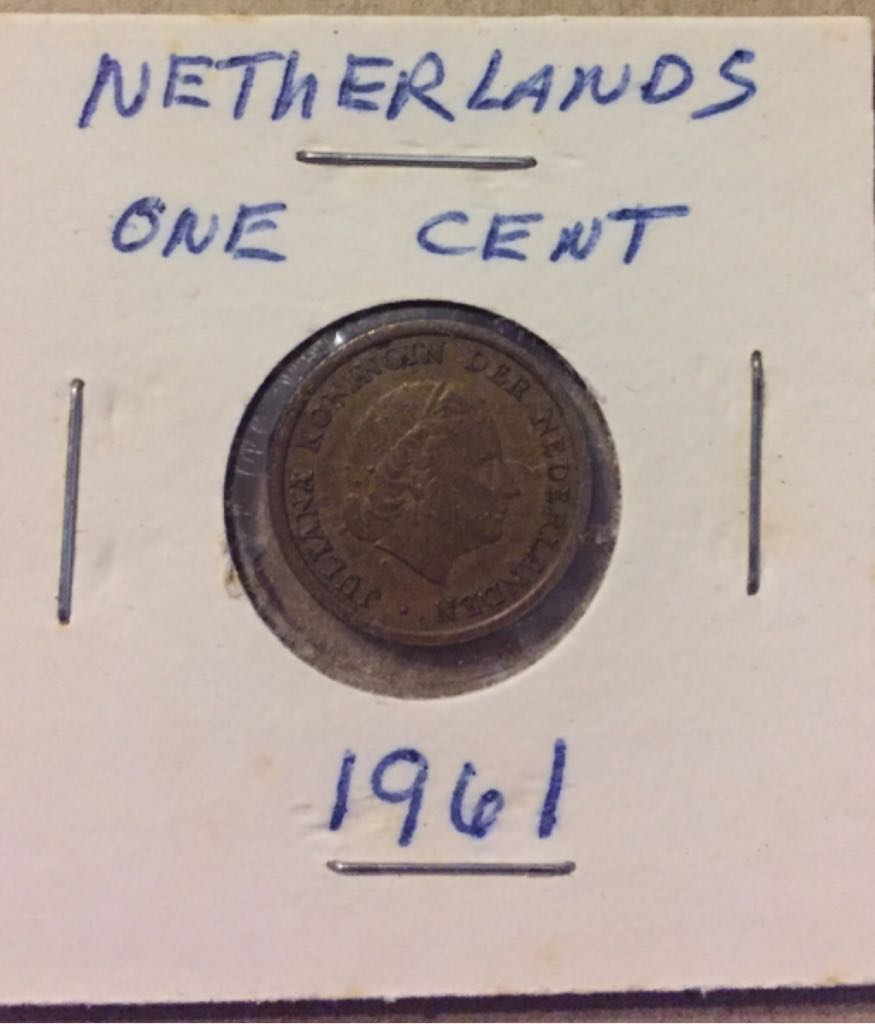 NETHERLANDS
ONE CENT
JULIANA KONINGIN DER NEDERLANDEN
1961